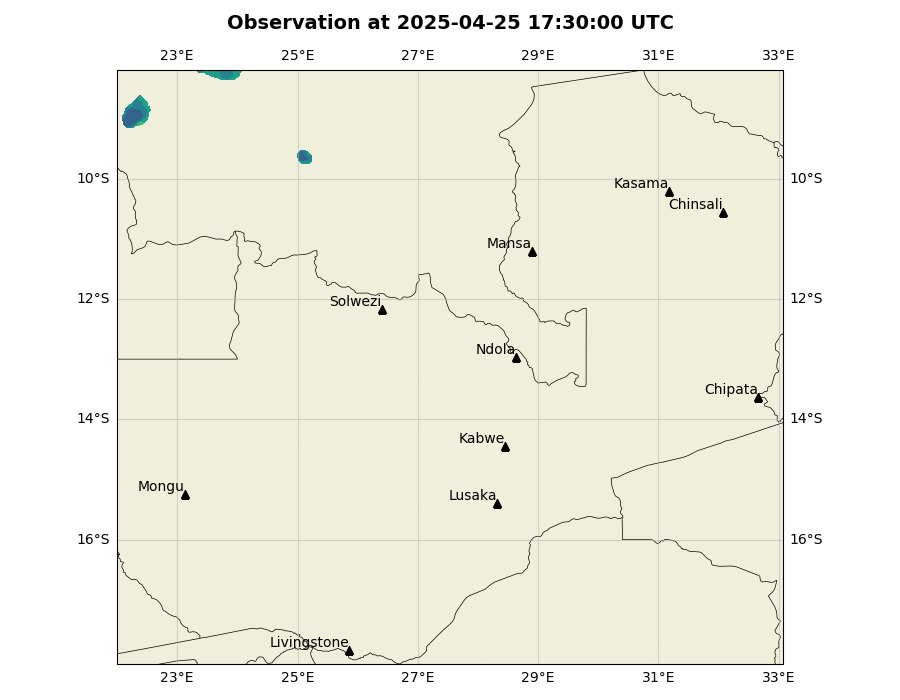 Observation at 2025-04-25 17:30:00 UTC
23°E 25°E 27°E 29°E 31°E 33°E
10°S 10°S
Kasama
Chinsali
Mansa
12°S 12°S
Solwezi
Ndola
Chipata
14°S 14°S
Kabwe
Mongu
Lusaka
16°S 16°S
Livingstone
23°E 25°E 27°E 29°E 31°E 33°E